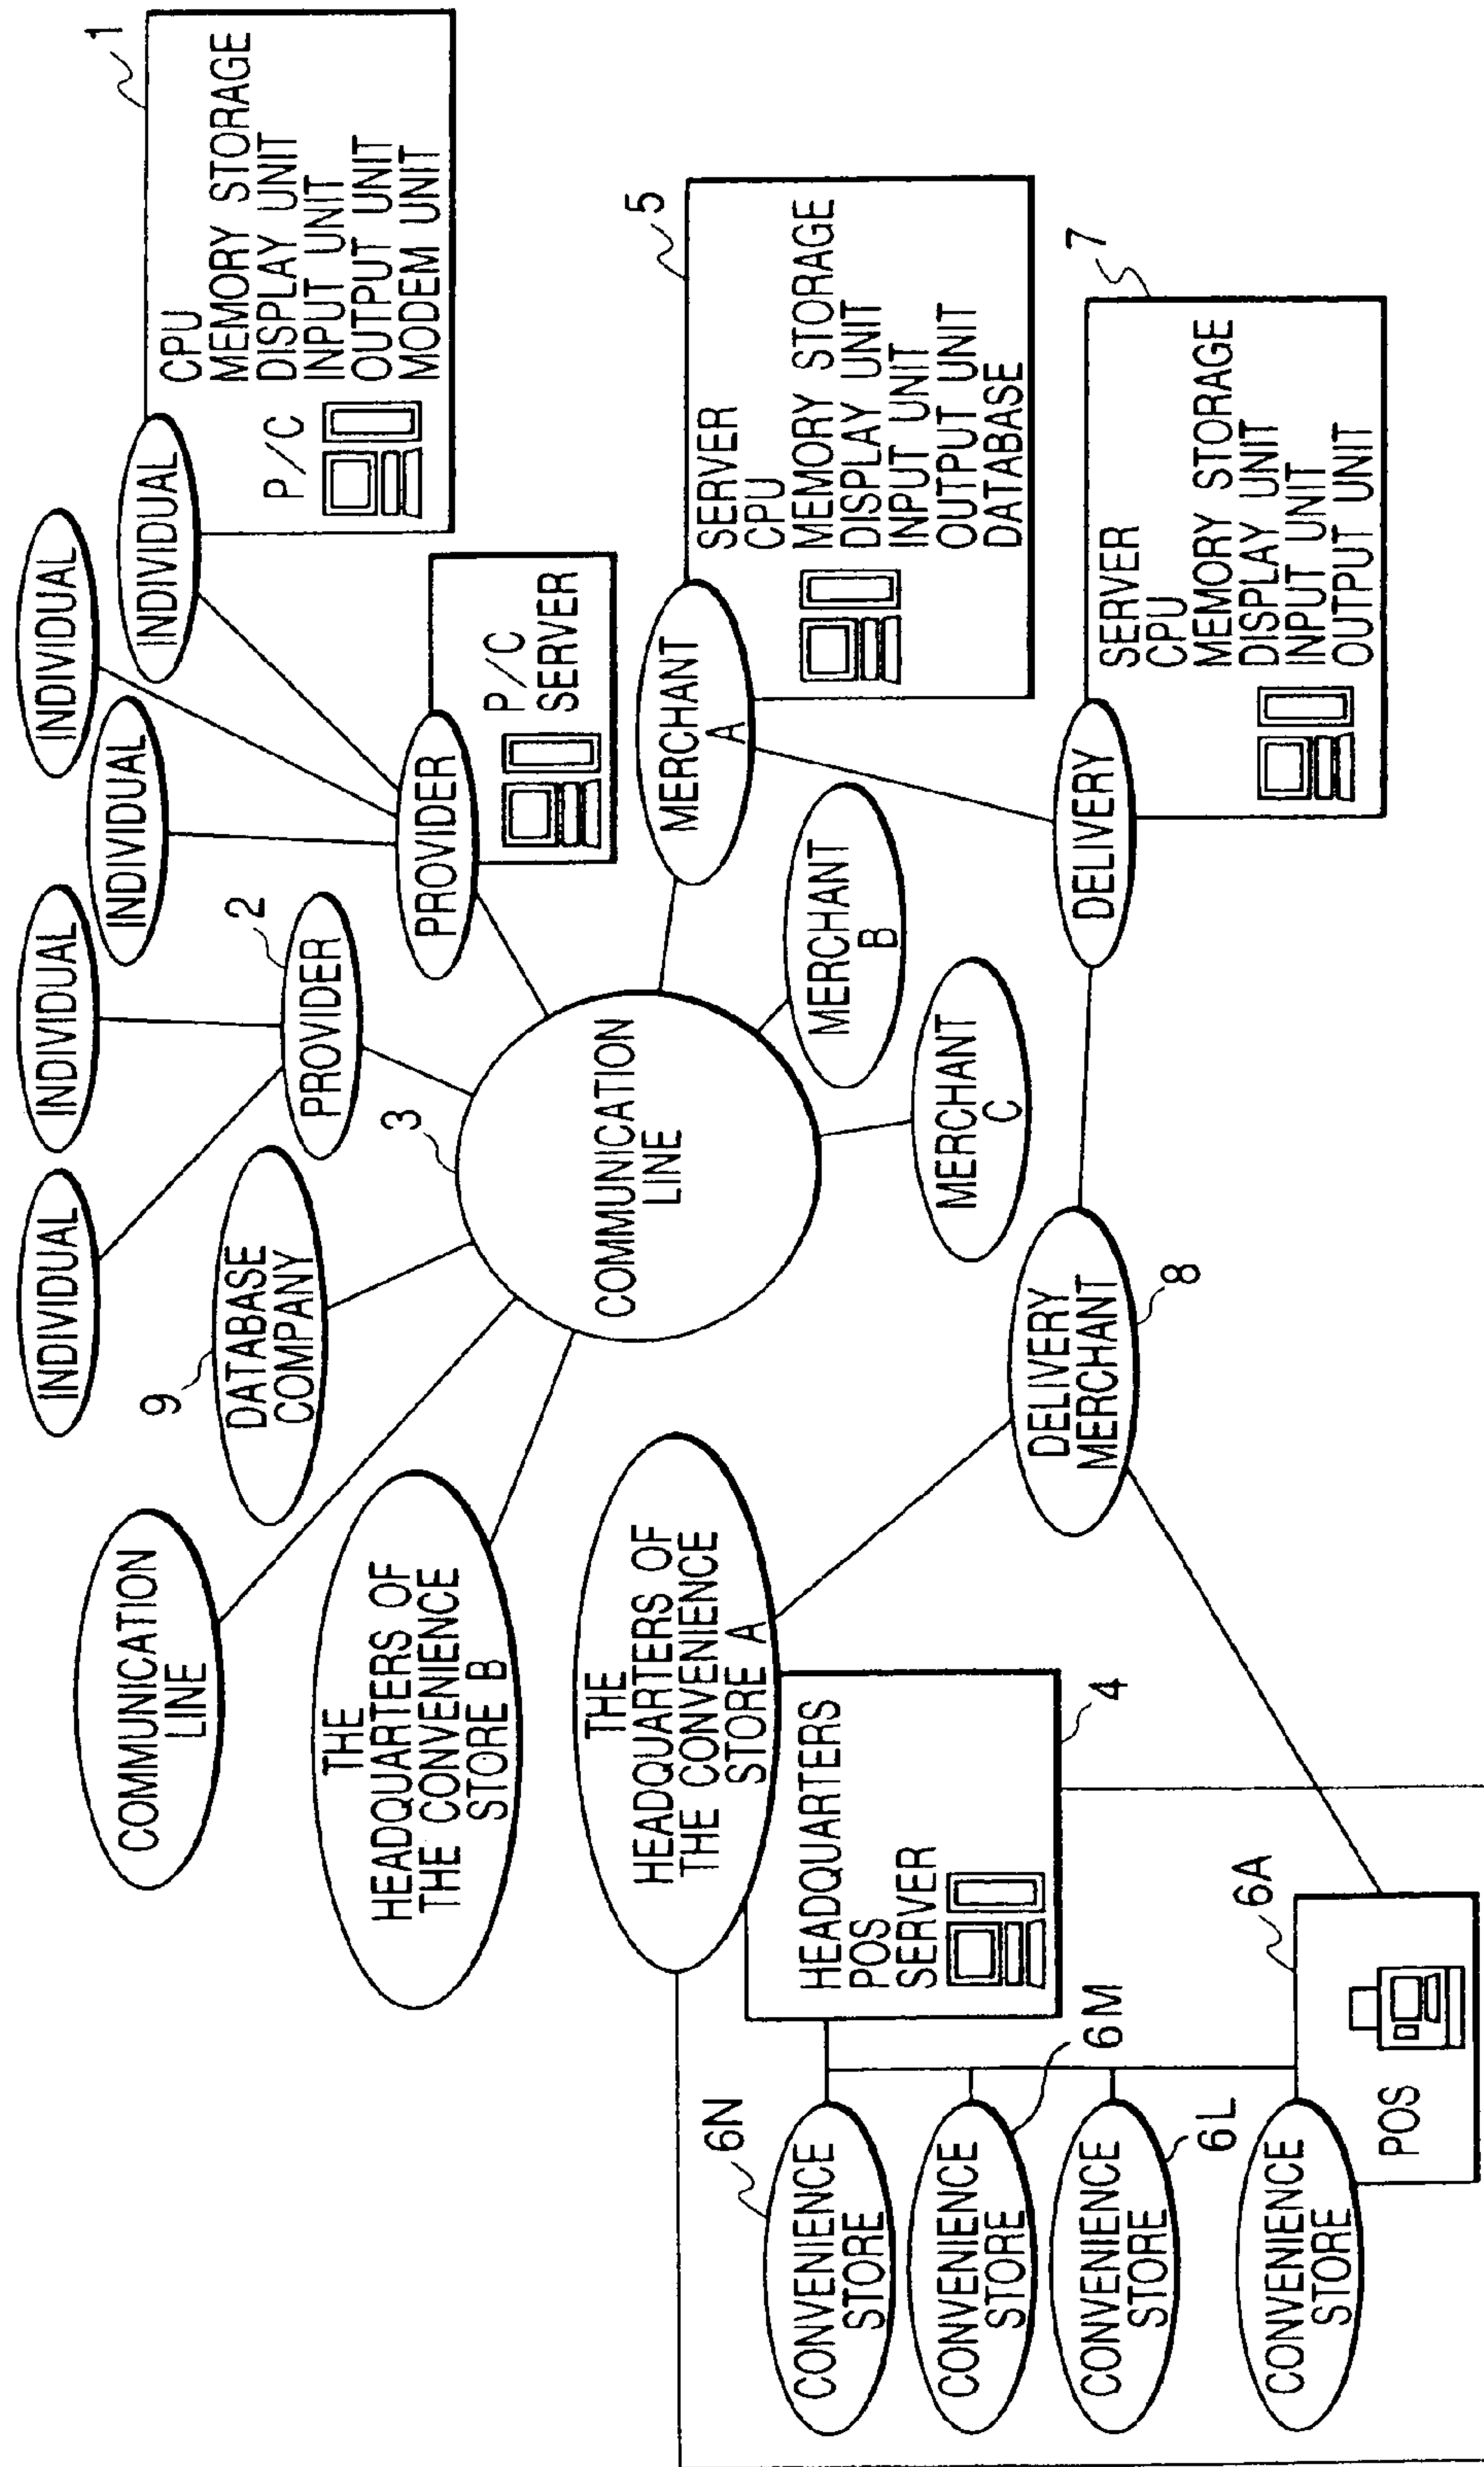 COMMUNICATION
LINE
INDIVIDUAL
INDIVIDUAL
INDIVIDUAL
INDIVIDUAL
INDIVIDUAL
1
9
DATABASE
COMPANY
2
PROVIDER
PROVIDER
P/C
SERVER
P/C
CPU
MEMORY STORAGE
DISPLAY UNIT
INPUT UNIT
OUTPUT UNIT
MODEM UNIT
THE
HEADQUARTERS OF
THE CONVENIENCE
STORE B
3
COMMUNICATION
LINE
THE
HEADQUARTERS OF
THE CONVENIENCE
STORE A
MERCHANT
A
5
SERVER
CPU
MEMORY STORAGE
DISPLAY UNIT
INPUT UNIT
OUTPUT UNIT
DATABASE
MERCHANT
B
MERCHANT
C
HEADQUARTERS
POS
SERVER
4
6N
CONVENIENCE
STORE
CONVENIENCE
STORE
6M
CONVENIENCE
STORE
6L
CONVENIENCE
STORE
6A
POS
DELIVERY
MERCHANT
8
DELIVERY
7
SERVER
CPU
MEMORY STORAGE
DISPLAY UNIT
INPUT UNIT
OUTPUT UNIT